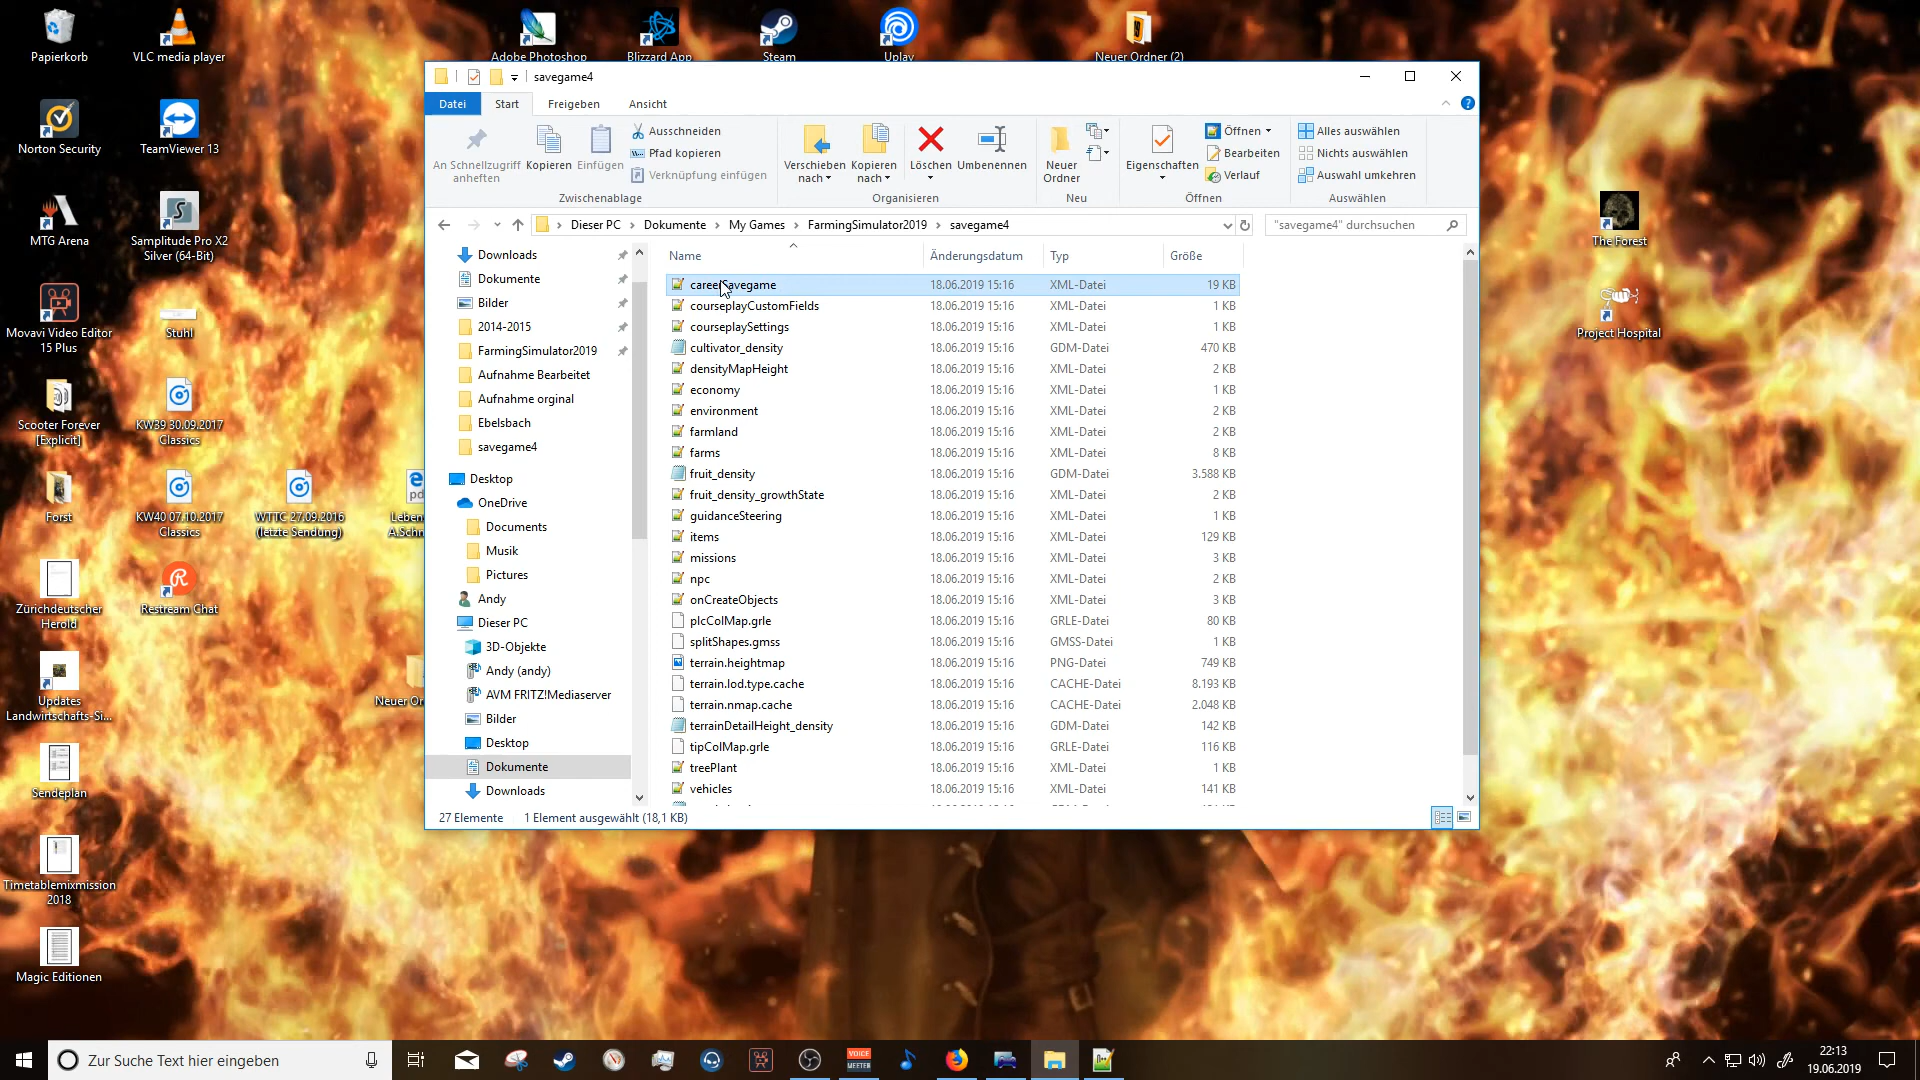 Papierkorb
VLC media player
Adobe Photoshop
Blizzard App
Steam
Uplay
Neuer Ordner (2)
Norton Security
TeamViewer 13
MTG Arena
Samplitude Pro X2
Silver (64-Bit)
Movavi Video Editor
15 Plus
Stuhl
Scooter Forever
[Explicit]
KW39 30.09.2017
Classics
Forst
KW40 07.10.2017
Classics
WTTC 27.09.2016
(letzte Sendung)
Leben
A.Schn
Zürichdeutscher
Herold
Restream Chat
Updates
Landwirtschafts-Si...
Neuer Or
Sendeplan
Timetablemixmission
2018
Magic Editionen
The Forest
Project Hospital
savegame4
Datei
Start
Freigeben
Ansicht
An Schnellzugriff
anheften
Kopieren
Einfügen
Ausschneiden
Pfad kopieren
Verknüpfung einfügen
Zwischenablage
Verschieben
nach
Kopieren
nach
Löschen
Umbenennen
Organisieren
Neuer
Ordner
Neu
Eigenschaften
Öffnen
Bearbeiten
Verlauf
Öffnen
Alles auswählen
Nichts auswählen
Auswahl umkehren
Auswählen
Dieser PC > Dokumente > My Games > FarmingSimulator2019 > savegame4
"savegame4" durchsuchen
Downloads
Dokumente
Bilder
2014-2015
FarmingSimulator2019
Aufnahme Bearbeitet
Aufnahme orginal
Ebelsbach
savegame4
Desktop
OneDrive
Documents
Musik
Pictures
Andy
Dieser PC
3D-Objekte
Andy (andy)
AVM FRITZ!Mediaserver
Bilder
Desktop
Dokumente
Downloads
Name Änderungsdatum Typ Größe
careerSavegame 18.06.2019 15:16 XML-Datei 19 KB
courseplayCustomFields 18.06.2019 15:16 XML-Datei 1 KB
courseplaySettings 18.06.2019 15:16 XML-Datei 1 KB
cultivator_density 18.06.2019 15:16 GDM-Datei 470 KB
densityMapHeight 18.06.2019 15:16 XML-Datei 2 KB
economy 18.06.2019 15:16 XML-Datei 1 KB
environment 18.06.2019 15:16 XML-Datei 2 KB
farmland 18.06.2019 15:16 XML-Datei 2 KB
farms 18.06.2019 15:16 XML-Datei 8 KB
fruit_density 18.06.2019 15:16 GDM-Datei 3.588 KB
fruit_density_growthState 18.06.2019 15:16 XML-Datei 2 KB
guidanceSteering 18.06.2019 15:16 XML-Datei 1 KB
items 18.06.2019 15:16 XML-Datei 129 KB
missions 18.06.2019 15:16 XML-Datei 3 KB
npc 18.06.2019 15:16 XML-Datei 2 KB
onCreateObjects 18.06.2019 15:16 XML-Datei 3 KB
plcColMap.grle 18.06.2019 15:16 GRLE-Datei 80 KB
splitShapes.gmss 18.06.2019 15:16 GMSS-Datei 1 KB
terrain.heightmap 18.06.2019 15:16 PNG-Datei 749 KB
terrain.lod.type.cache 18.06.2019 15:16 CACHE-Datei 8.193 KB
terrain.nmap.cache 18.06.2019 15:16 CACHE-Datei 2.048 KB
terrainDetailHeight_density 18.06.2019 15:16 GDM-Datei 142 KB
tipColMap.grle 18.06.2019 15:16 GRLE-Datei 116 KB
treePlant 18.06.2019 15:16 XML-Datei 1 KB
vehicles 18.06.2019 15:16 XML-Datei 141 KB
27 Elemente 1 Element ausgewählt (18,1 KB)
Zur Suche Text hier eingeben
VOICE
MEETER
22:13
19.06.2019